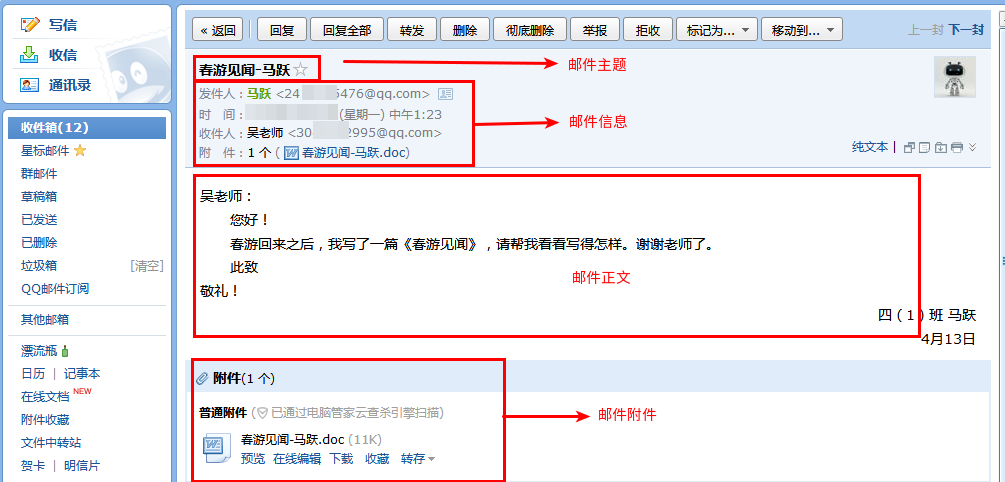 写信
收信
通讯录
收件箱(12)
星标邮件
群邮件
草稿箱
已发送
已删除
垃圾箱 [清空]
QQ邮件订阅
其他邮箱
漂流瓶
日历 | 记事本
在线文档 NEW
附件收藏
文件中转站
贺卡 | 明信片
« 返回 回复 回复全部 转发 删除 彻底删除 举报 拒收 标记为... 移动到... 上一封 下一封
春游见闻-马跃☆ 邮件主题
发件人：马跃 <24 5476@qq.com>
时 间： (星期一) 中午1:23 邮件信息
收件人：吴老师 <30 2995@qq.com>
附 件：1 个 ( 春游见闻-马跃.doc) 纯文本 |
吴老师：
您好！
春游回来之后，我写了一篇《春游见闻》，请帮我看看写得怎样。谢谢老师了。
此致
邮件正文
敬礼！
四（1）班 马跃
4月13日
附件(1 个)
普通附件 (已通过电脑管家云查杀引擎扫描) 邮件附件
春游见闻-马跃.doc (11K)
预览 在线编辑 下载 收藏 转存